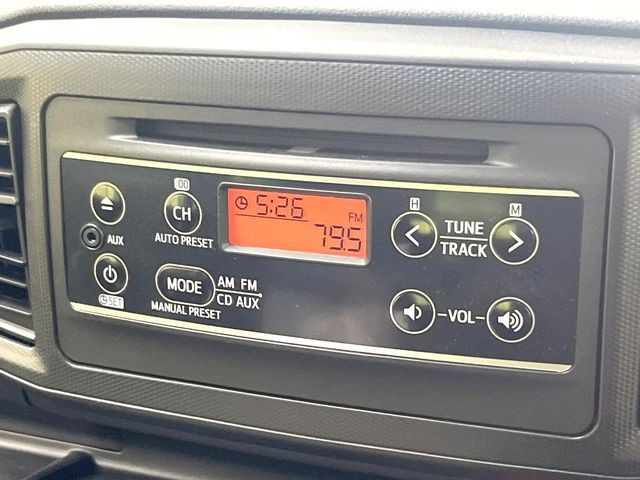 00
H
M
5:26
FM
79.5
CH
AUTO PRESET
AUX
TUNE
TRACK
SET
MODE
MANUAL PRESET
AM FM
CD AUX
-VOL-